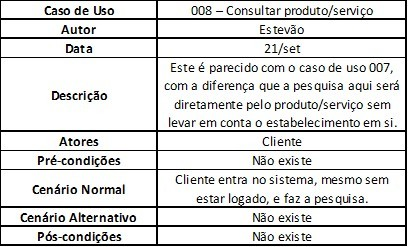 Caso de Uso 008 – Consultar produto/serviço
Autor Estevão
Data 21/set
Descrição Este é parecido com o caso de uso 007,
com a diferença que a pesquisa aqui será
diretamente pelo produto/serviço sem
levar em conta o estabelecimento em si.
Atores Cliente
Pré-condições Não existe
Cenário Normal Cliente entra no sistema, mesmo sem
estar logado, e faz a pesquisa.
Cenário Alternativo Não existe
Pós-condições Não existe